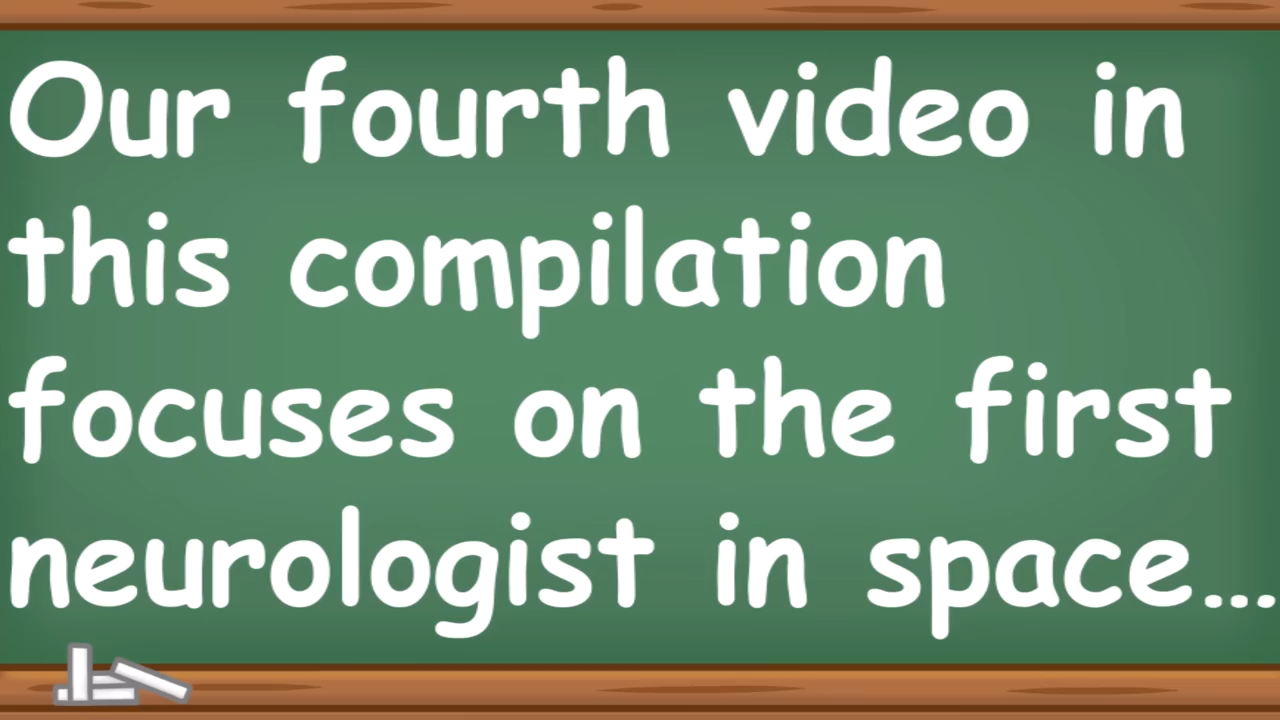 Our fourth video in
this compilation
focuses on the first
neurologist in space...